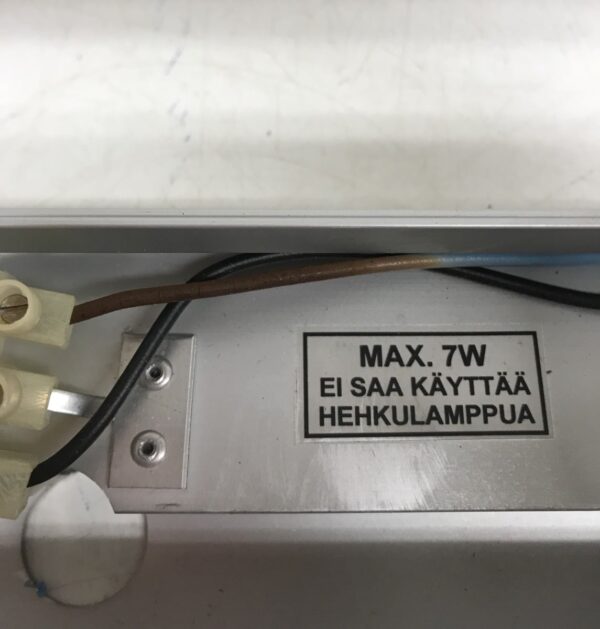 MAX. 7W
EI SAA KÄYTTÄÄ
HEHKULAMPPUA